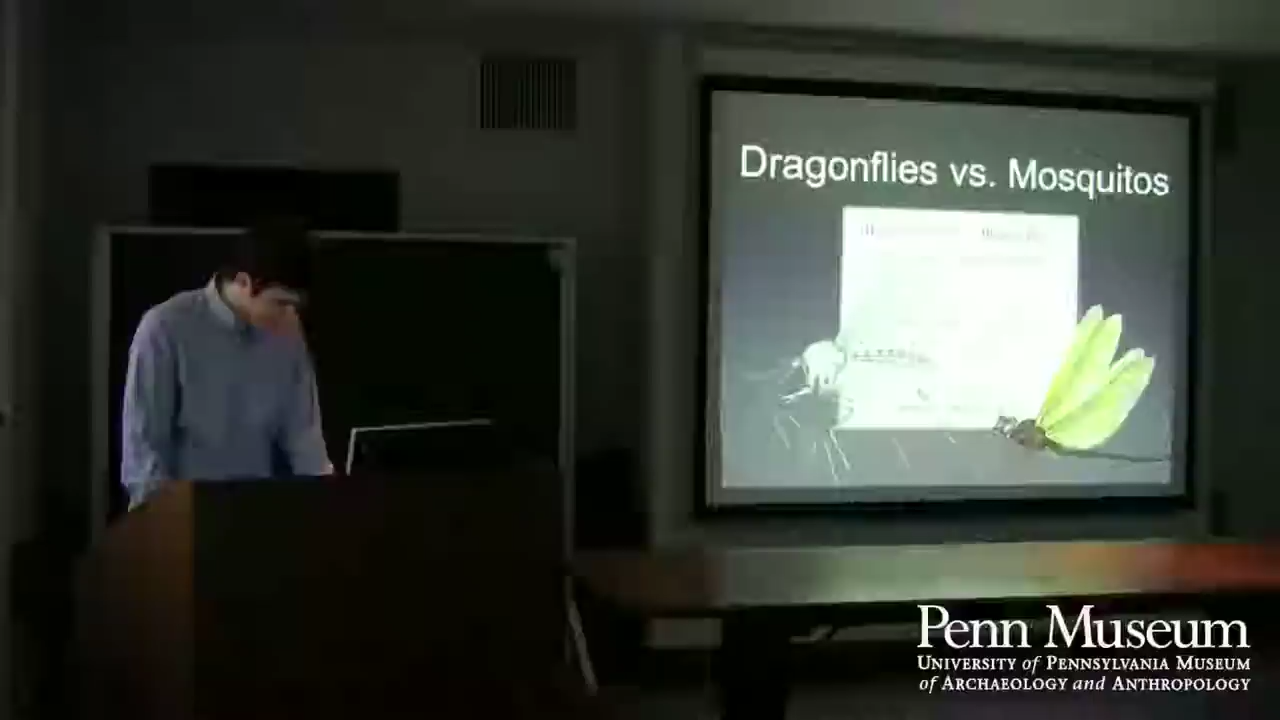 Dragonflies vs. Mosquitos
Penn Museum
UNIVERSITY of PENNSYLVANIA MUSEUM
of ARCHAEOLOGY and ANTHROPOLOGY